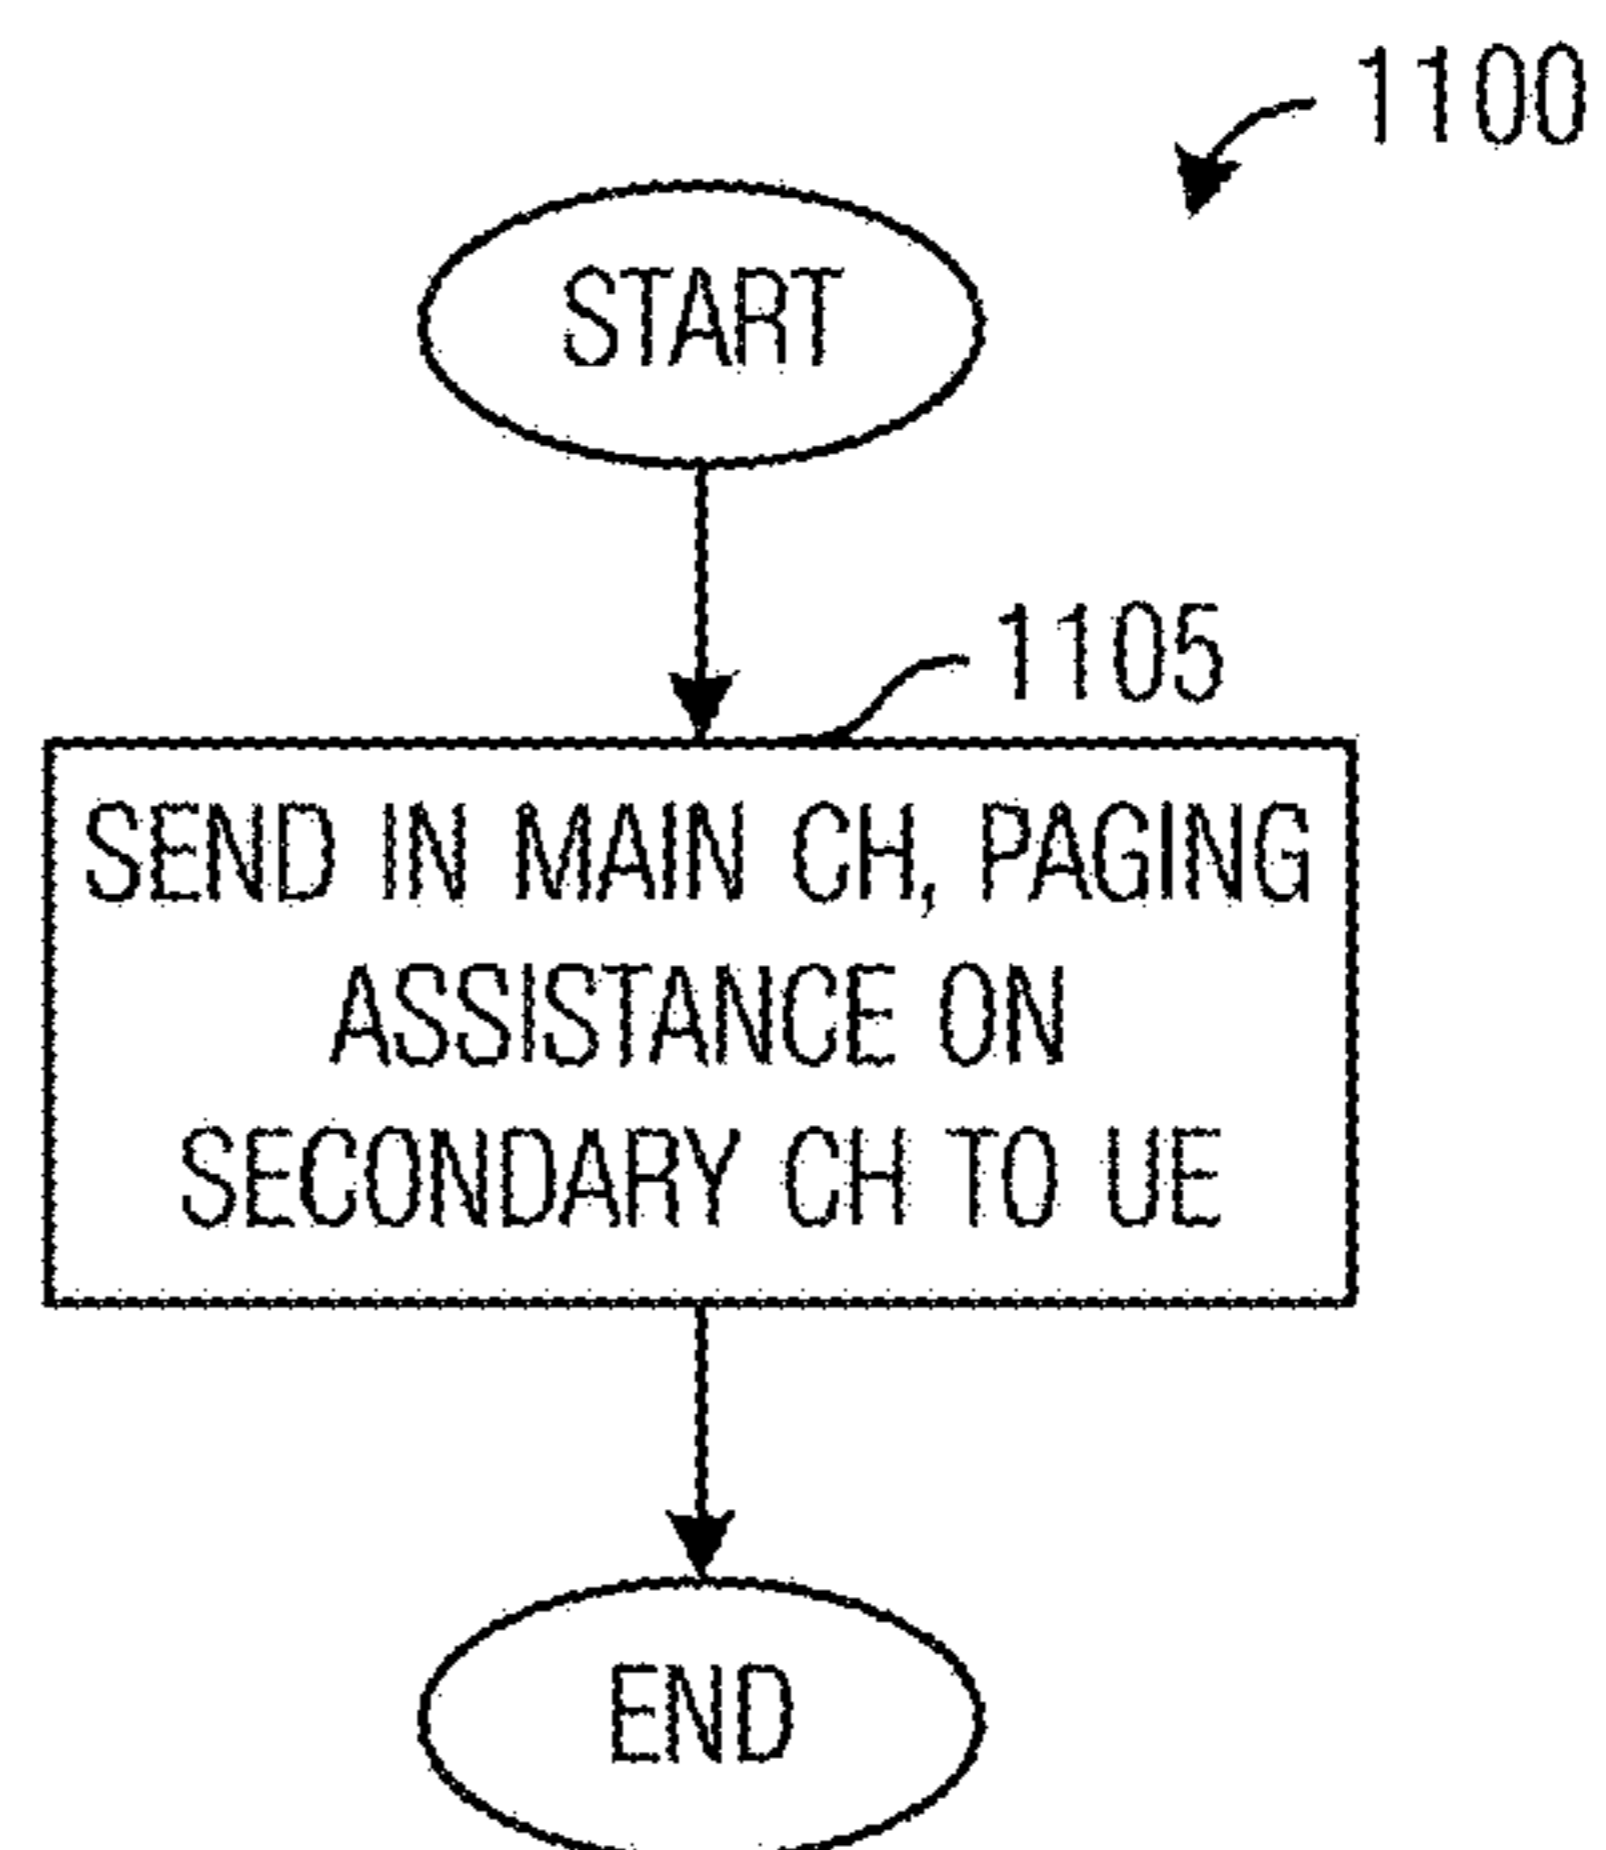 1100
START
1105
SEND IN MAIN CH, PAGING
ASSISTANCE ON
SECONDARY CH TO UE
END